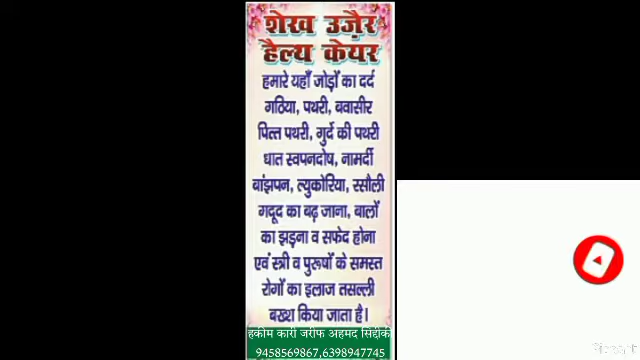 शेख उज़ैर
हैल्थ केयर
हमारे यहाँ जोड़ों का दर्द
गठिया, पथरी, बवासीर
पित्त पथरी, गुर्दे की पथरी
धात स्वपनदोष, नामर्दी
बांझपन, ल्युकोरिया, रसौली
गदूद का बढ़ जाना, बालों
का झड़ना व सफेद होना
एवं स्त्री व पुरूषों के समस्त
रोगों का इलाज तसल्ली
बख्श किया जाता है।
हकीम कारी जरीफ अहमद सिद्दीकी
9458569867,6398947745